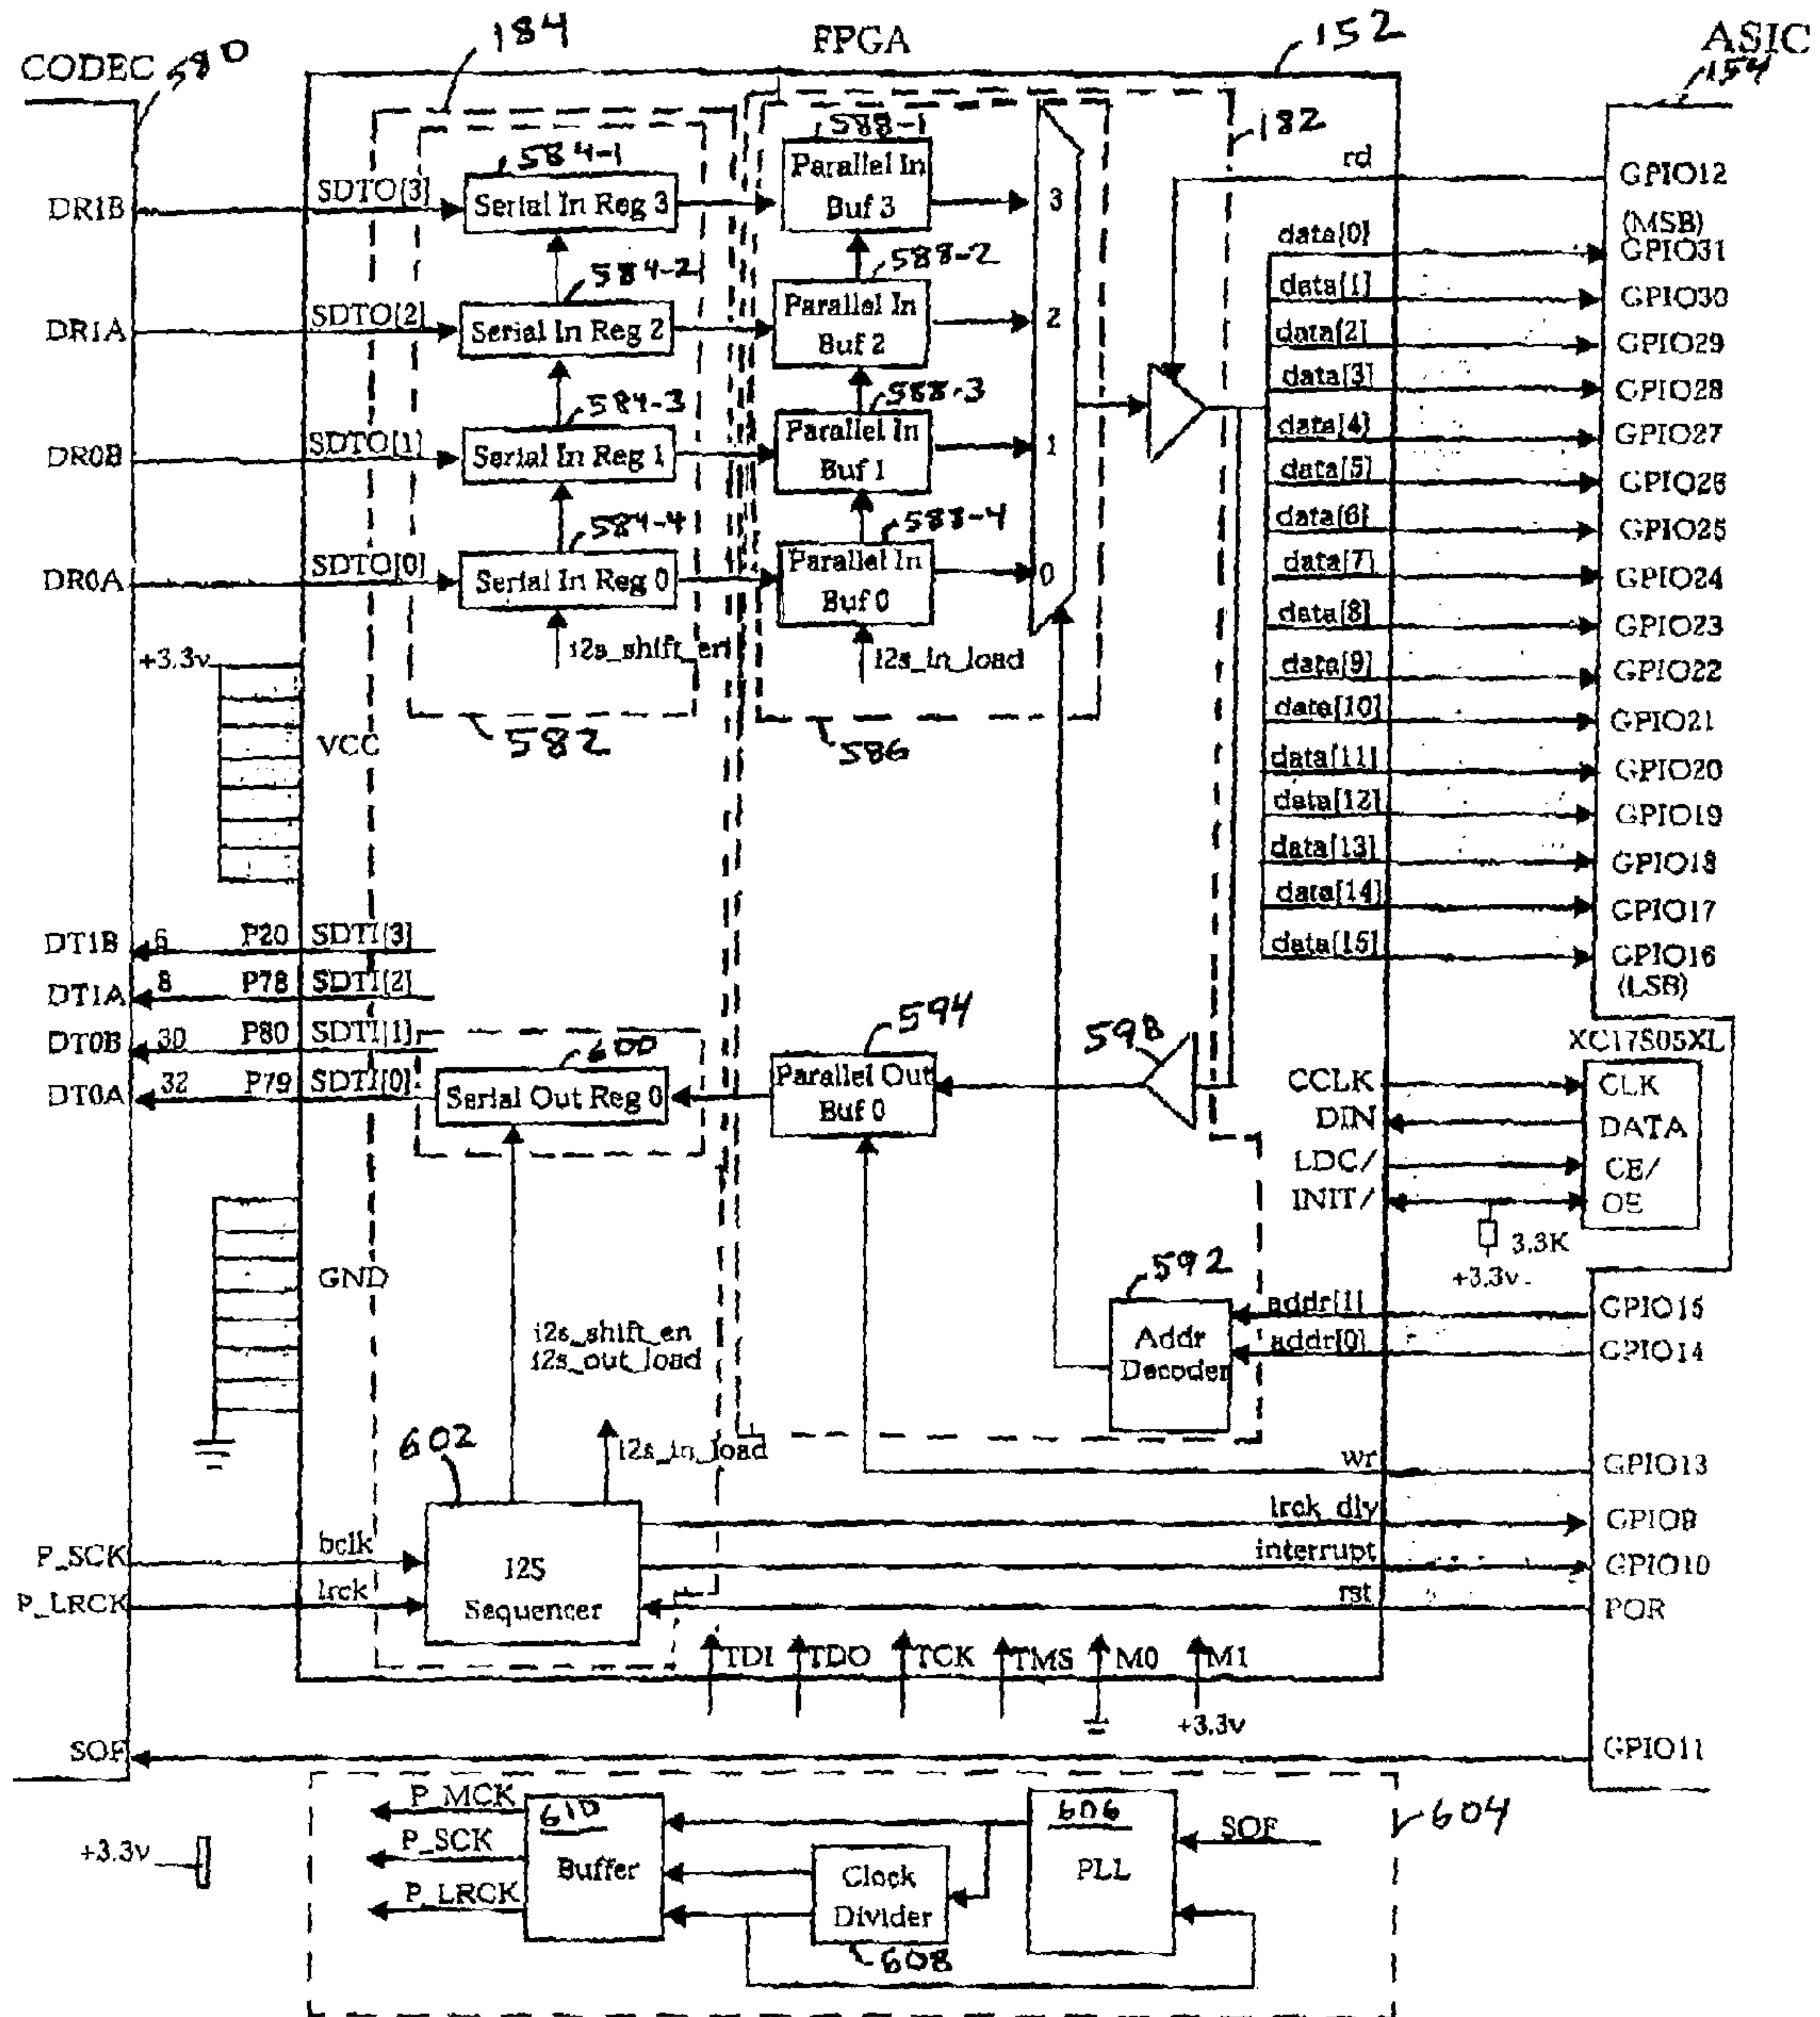 CODEC 580
184
FPGA
152
ASIC
154
DR1B
SDTO[3]
584-1
Serial In Reg 3
588-1
Parallel In
Buf 3
3
182
rd
GPIO12
(MSB)
data[0]
GPIO31
DR1A
SDTO[2]
584-2
Serial In Reg 2
588-2
Parallel In
Buf 2
2
data[1]
GPIO30
data[2]
GPIO29
data[3]
GPIO28
DR0B
SDTO[1]
584-3
Serial In Reg 1
588-3
Parallel In
Buf 1
1
data[4]
GPIO27
data[5]
GPIO26
data[6]
GPIO25
DR0A
SDTO[0]
584-4
Serial In Reg 0
588-4
Parallel In
Buf 0
0
data[7]
GPIO24
data[8]
GPIO23
+3.3v
i2s_shift_en
i2s_in_load
data[9]
GPIO22
data[10]
GPIO21
VCC
582
586
data[11]
GPIO20
data[12]
GPIO19
data[13]
GPIO18
data[14]
GPIO17
data[15]
GPIO16
(LSB)
DT1B 6 P20 SDTI[3]
DT1A 8 P78 SDTI[2]
DT0B 30 P80 SDTI[1]
DT0A 32 P79 SDTI[0]
600
Serial Out Reg 0
594
Parallel Out
Buf 0
598
XC17S05XL
CCLK
CLK
DIN
DATA
LDC/
CE/
INIT/
OE
3.3K
+3.3v
GND
592
Addr
Decoder
addr[1]
GPIO15
addr[0]
GPIO14
i2s_shift_en
i2s_out_load
602
i2s_in_load
wr
GPIO13
lrck_dly
GPIO9
P_SCK
bclk
I2S
Sequencer
interrupt
GPIO10
P_LRCK
lrck
rst
POR
TDI
TDO
TCK
TMS
M0
M1
+3.3v
SOF
GPIO11
P_MCK
P_SCK
P_LRCK
610
Buffer
Clock
Divider
608
606
PLL
SOF
604
+3.3v